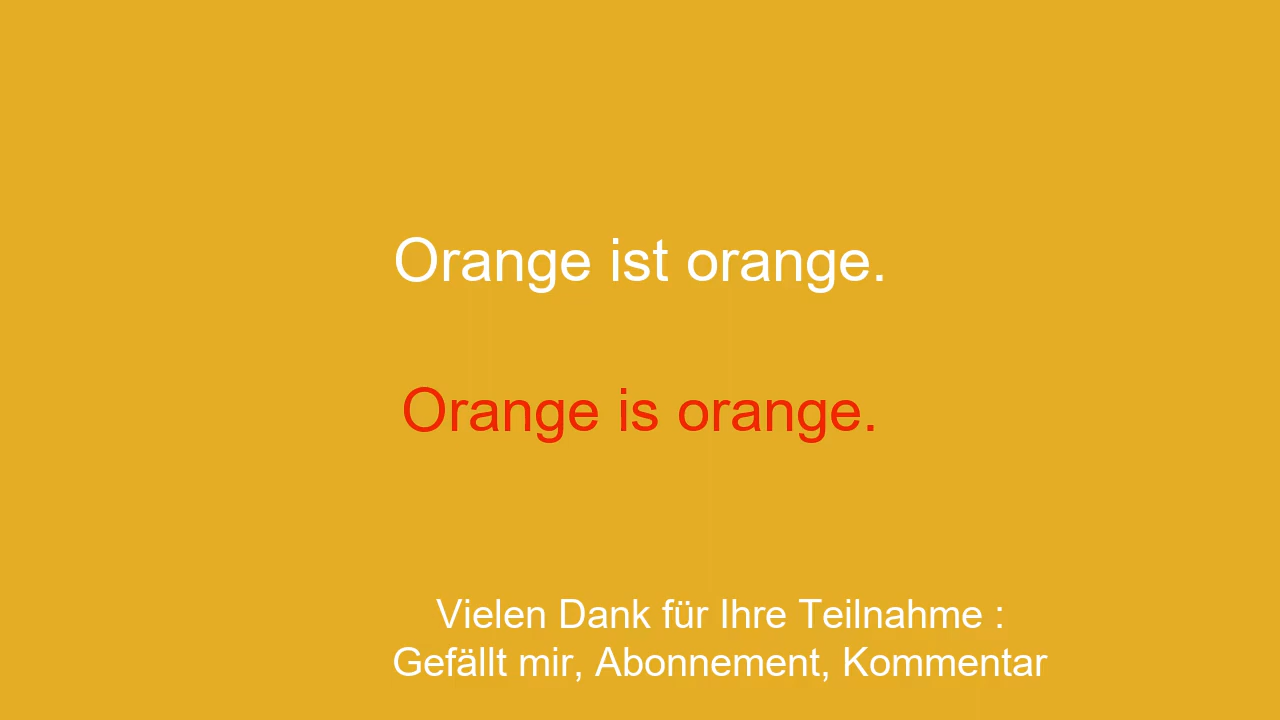 Orange ist orange.
Orange is orange.
Vielen Dank für Ihre Teilnahme :
Gefällt mir, Abonnement, Kommentar